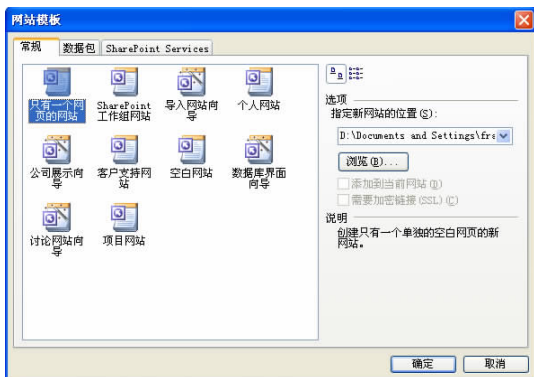 网站模板
常规 数据包 SharePoint Services
只有一个网
页的网站
SharePoint
工作组网站
导入网站向
导
个人网站
公司展示向
导
客户支持网
站
空白网站
数据库界面
向导
讨论网站向
导
项目网站
选项
指定新网站的位置(S):
D:\Documents and Settings\frs
浏览(B)...
添加到当前网站(D)
需要加密链接(SSL)(C)
说明
创建只有一个单独的空白网页的新
网站。
确定 取消